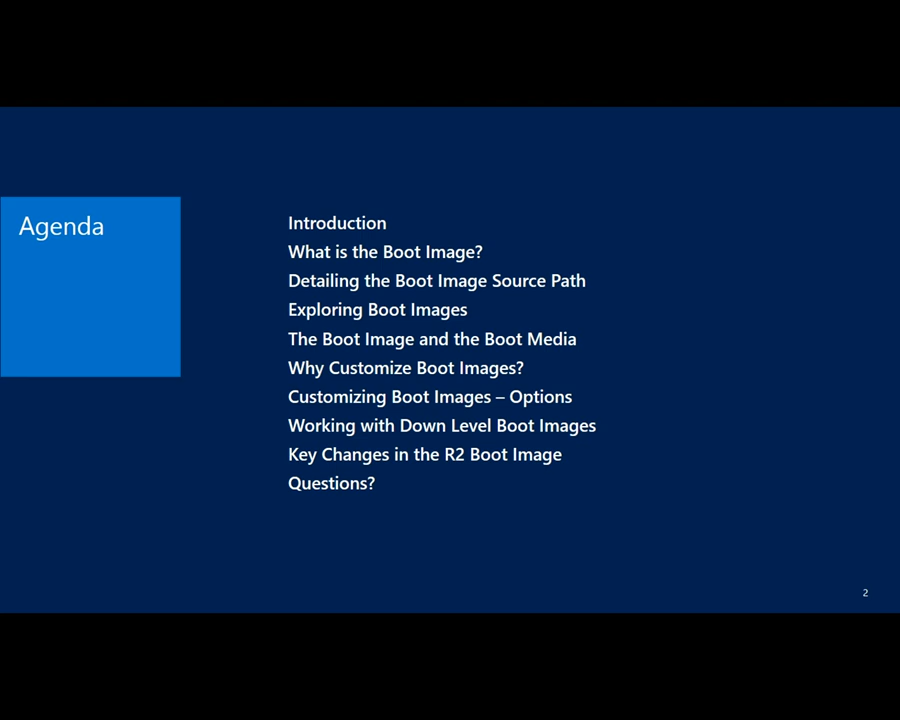 Agenda
Introduction
What is the Boot Image?
Detailing the Boot Image Source Path
Exploring Boot Images
The Boot Image and the Boot Media
Why Customize Boot Images?
Customizing Boot Images – Options
Working with Down Level Boot Images
Key Changes in the R2 Boot Image
Questions?
2